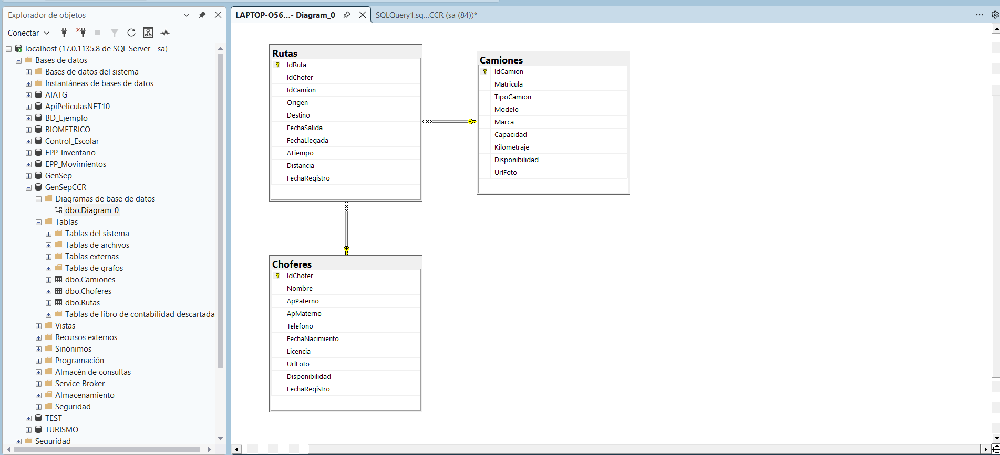 Explorador de objetos
Conectar
localhost (17.0.1135.8 de SQL Server - sa)
Bases de datos
Bases de datos del sistema
Instantáneas de bases de datos
AIATG
ApiPeliculasNET10
BD_Ejemplo
BIOMETRICO
Control_Escolar
EPP_Inventario
EPP_Movimientos
GenSep
GenSepCCR
Diagramas de base de datos
dbo.Diagram_0
Tablas
Tablas del sistema
Tablas de archivos
Tablas externas
Tablas de grafos
dbo.Camiones
dbo.Choferes
dbo.Rutas
Tablas de libro de contabilidad descartada
Vistas
Recursos externos
Sinónimos
Programación
Almacén de consultas
Service Broker
Almacenamiento
Seguridad
TEST
TURISMO
Seguridad
LAPTOP-O56...- Diagram_0
SQLQuery1.sq...CCR (sa (84))*
Rutas
IdRuta
IdChofer
IdCamion
Origen
Destino
FechaSalida
FechaLlegada
ATiempo
Distancia
FechaRegistro
Camiones
IdCamion
Matricula
TipoCamion
Modelo
Marca
Capacidad
Kilometraje
Disponibilidad
UrlFoto
Choferes
IdChofer
Nombre
ApPaterno
ApMaterno
Telefono
FechaNacimiento
Licencia
UrlFoto
Disponibilidad
FechaRegistro